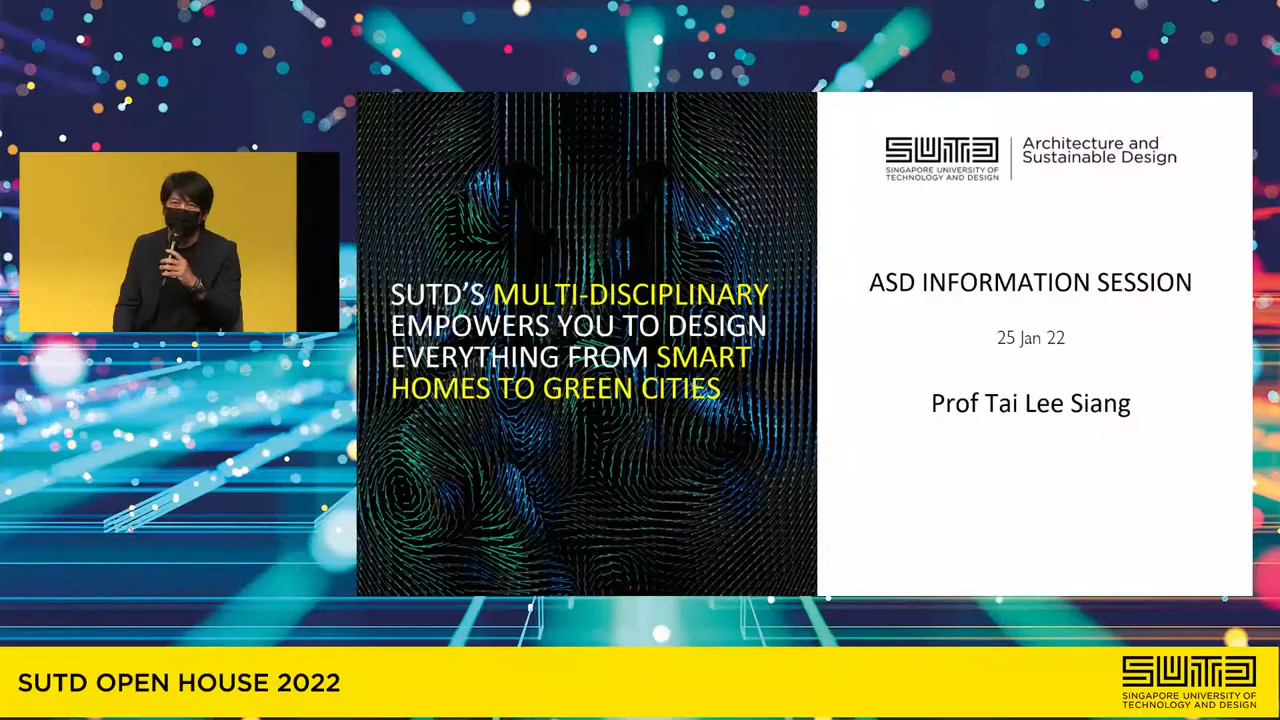 SUTD'S MULTI-DISCIPLINARY
EMPOWERS YOU TO DESIGN
EVERYTHING FROM SMART
HOMES TO GREEN CITIES
SUTD
SINGAPORE UNIVERSITY OF
TECHNOLOGY AND DESIGN
Architecture and
Sustainable Design
ASD INFORMATION SESSION
25 Jan 22
Prof Tai Lee Siang
SUTD OPEN HOUSE 2022
SUTD
SINGAPORE UNIVERSITY OF
TECHNOLOGY AND DESIGN